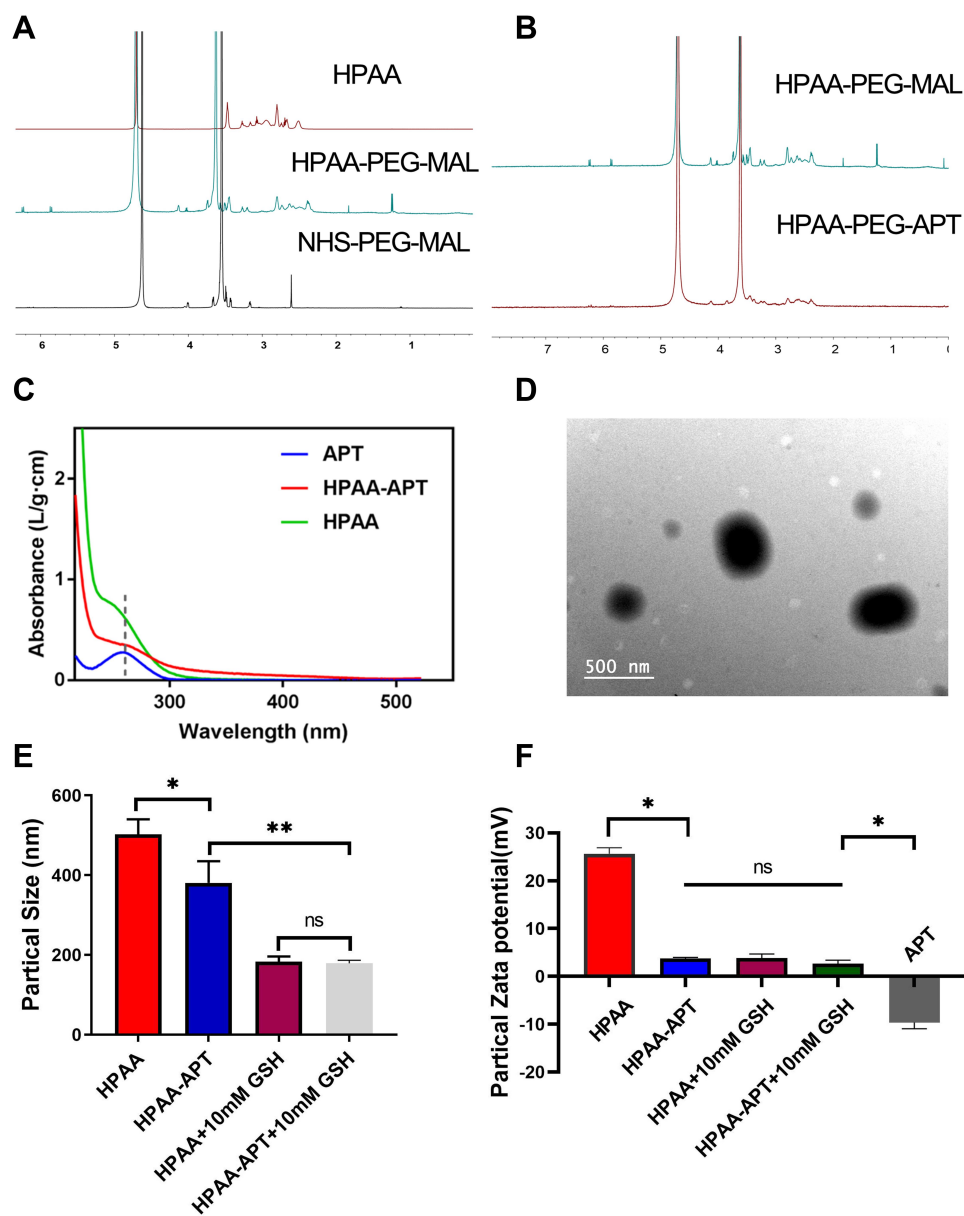 A
HPAA
HPAA-PEG-MAL
NHS-PEG-MAL
6 5 4 3 2 1
B
HPAA-PEG-MAL
HPAA-PEG-APT
7 6 5 4 3 2 1
C
APT
HPAA-APT
HPAA
Absorbance (L/g·cm)
2
1
0
300 400 500
Wavelength (nm)
D
500 nm
E
*
**
ns
Partical Size (nm)
600
400
200
0
HPAA
HPAA-APT
HPAA+10mM GSH
HPAA-APT+10mM GSH
F
*
*
ns
Partical Zata potential(mV)
30
20
10
0
-10
-20
HPAA
HPAA-APT
HPAA+10mM GSH
HPAA-APT+10mM GSH
APT